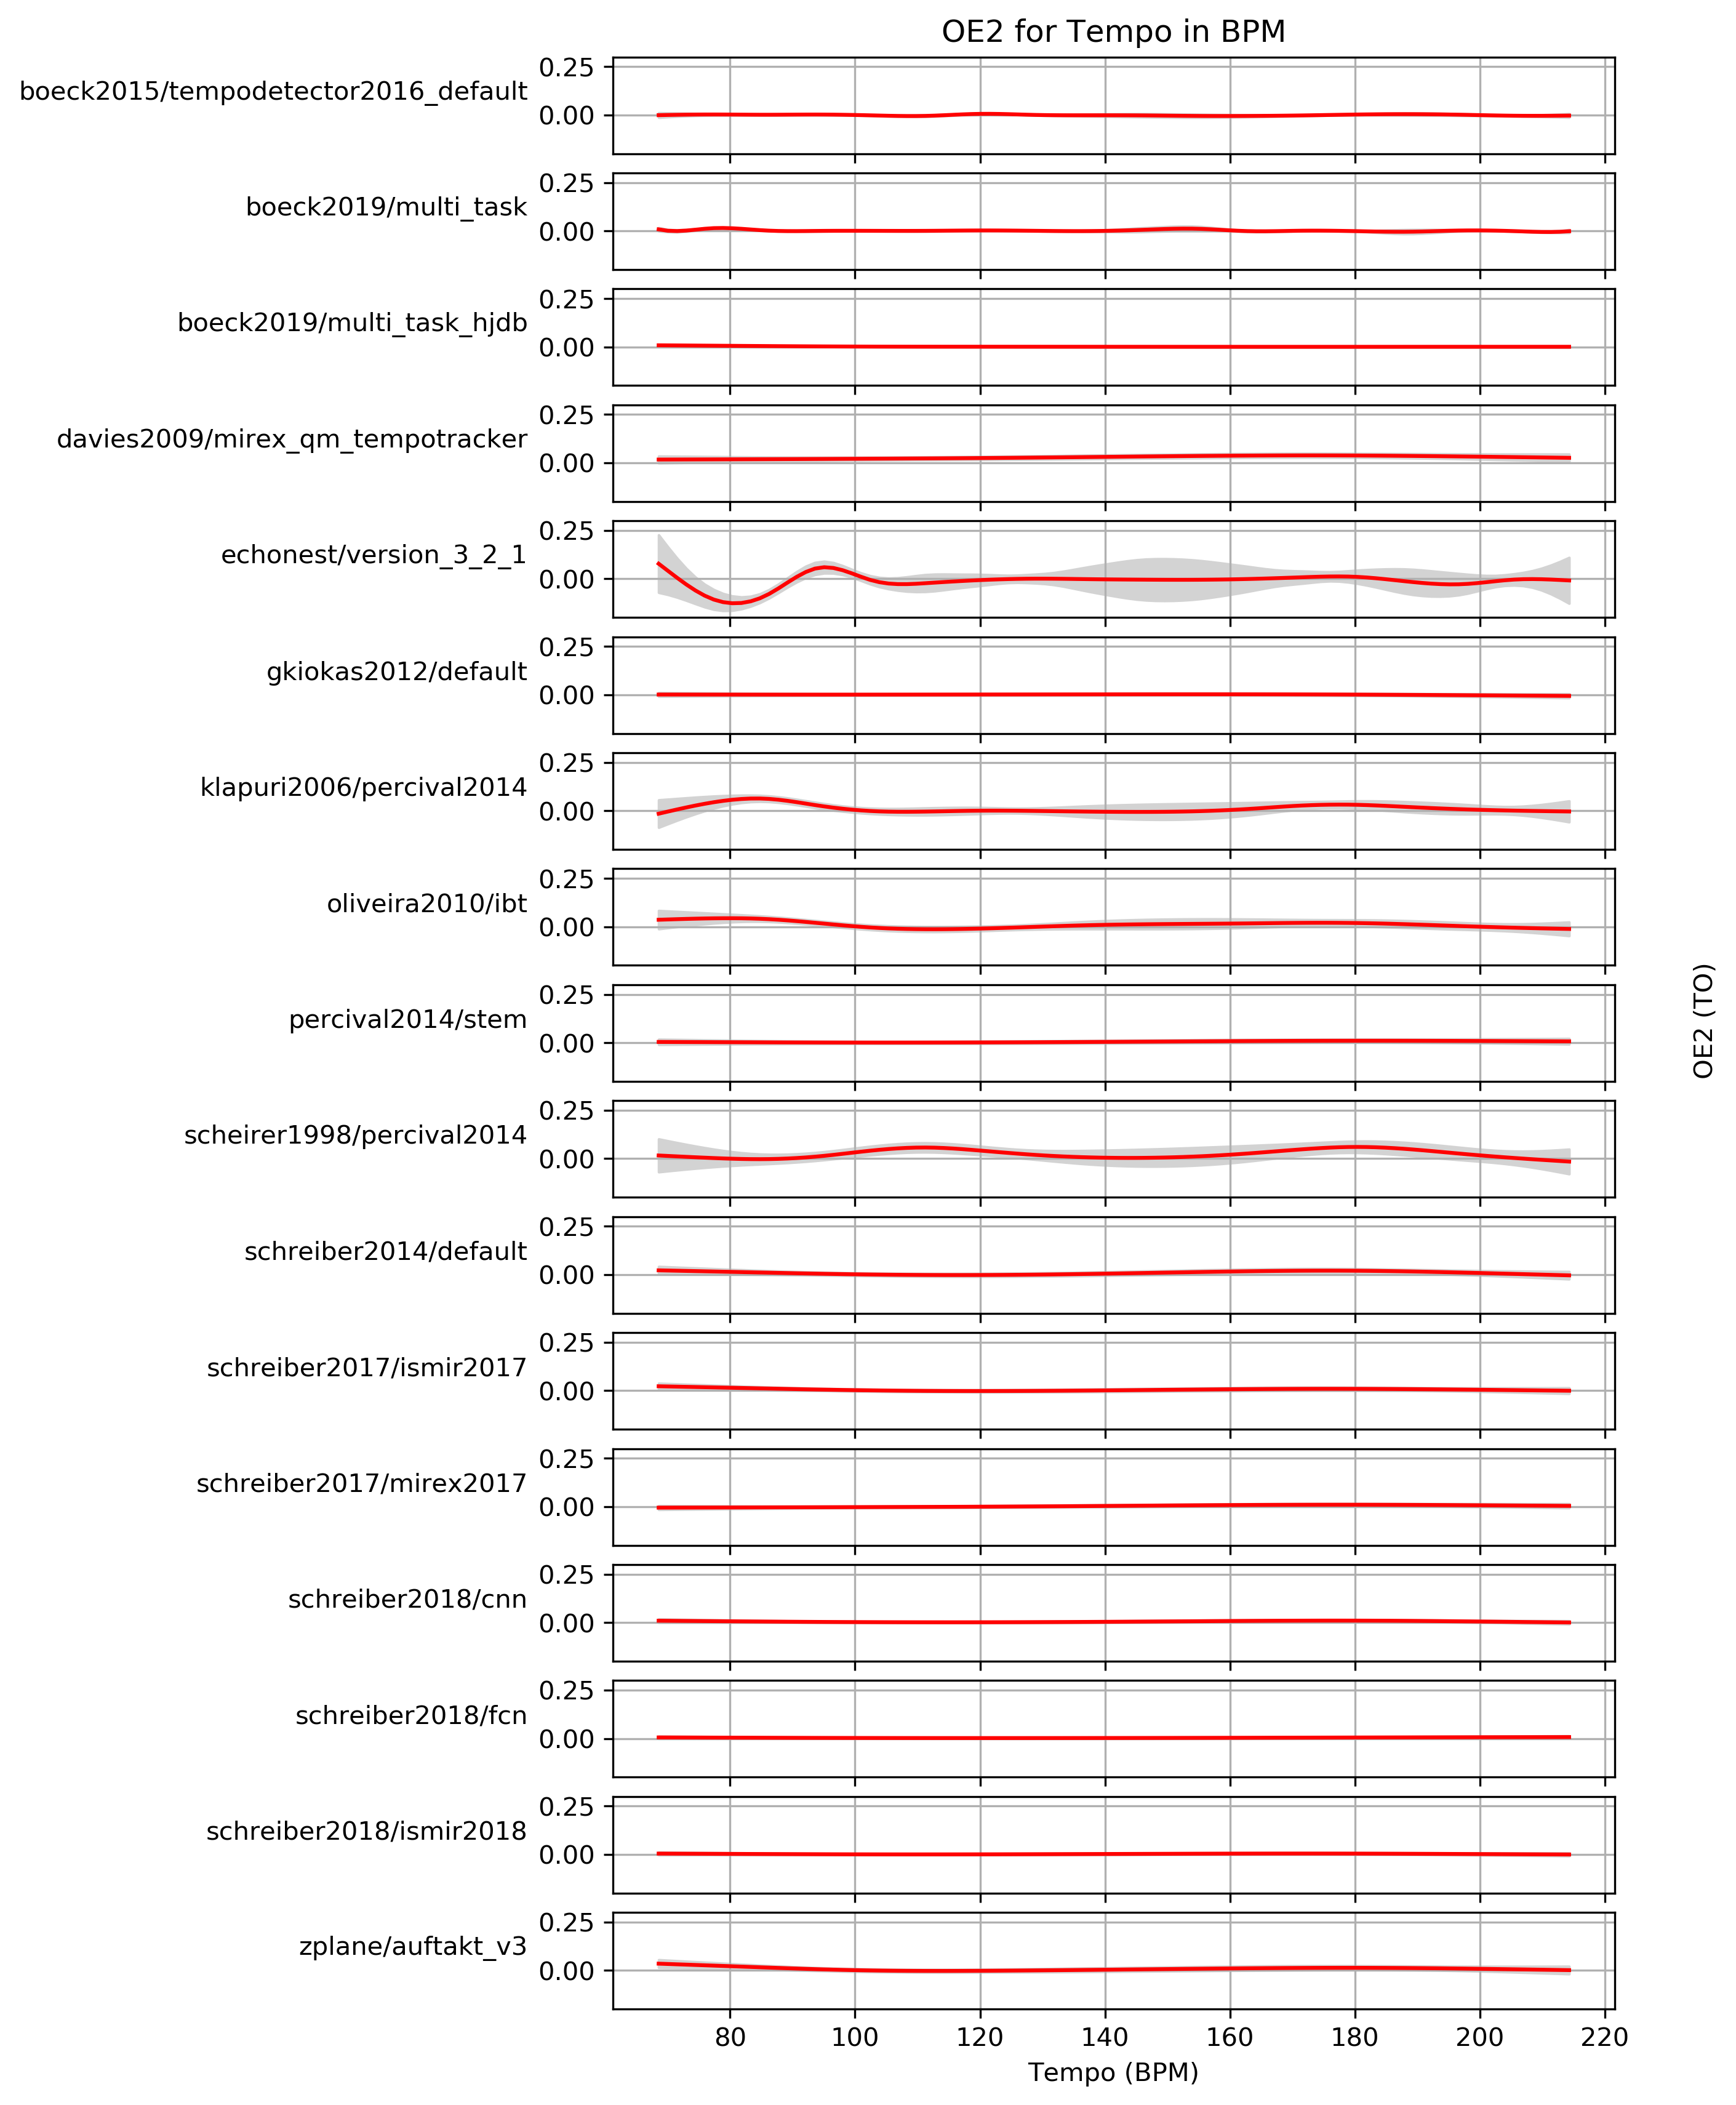 OE2 for Tempo in BPM
boeck2015/tempodetector2016_default
0.25
0.00
boeck2019/multi_task
0.25
0.00
boeck2019/multi_task_hjdb
0.25
0.00
davies2009/mirex_qm_tempotracker
0.25
0.00
echonest/version_3_2_1
0.25
0.00
gkiokas2012/default
0.25
0.00
klapuri2006/percival2014
0.25
0.00
oliveira2010/ibt
0.25
0.00
percival2014/stem
0.25
0.00
scheirer1998/percival2014
0.25
0.00
schreiber2014/default
0.25
0.00
schreiber2017/ismir2017
0.25
0.00
schreiber2017/mirex2017
0.25
0.00
schreiber2018/cnn
0.25
0.00
schreiber2018/fcn
0.25
0.00
schreiber2018/ismir2018
0.25
0.00
zplane/auftakt_v3
0.25
0.00
80 100 120 140 160 180 200 220
Tempo (BPM)
OE2 (TO)